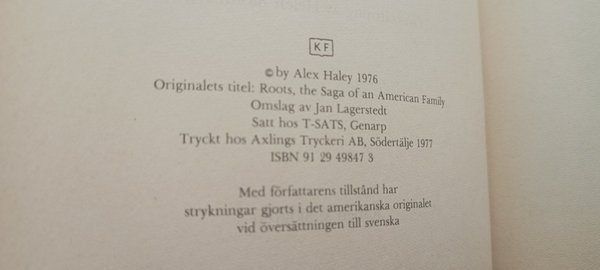 KF
© by Alex Haley 1976
Originalets titel: Roots, the Saga of an American Family
Omslag av Jan Lagerstedt
Satt hos T-SATS, Genarp
Tryckt hos Axlings Tryckeri AB, Södertälje 1977
ISBN 91 29 49847 3
Med författarens tillstånd har
strykningar gjorts i det amerikanska originalet
vid översättningen till svenska